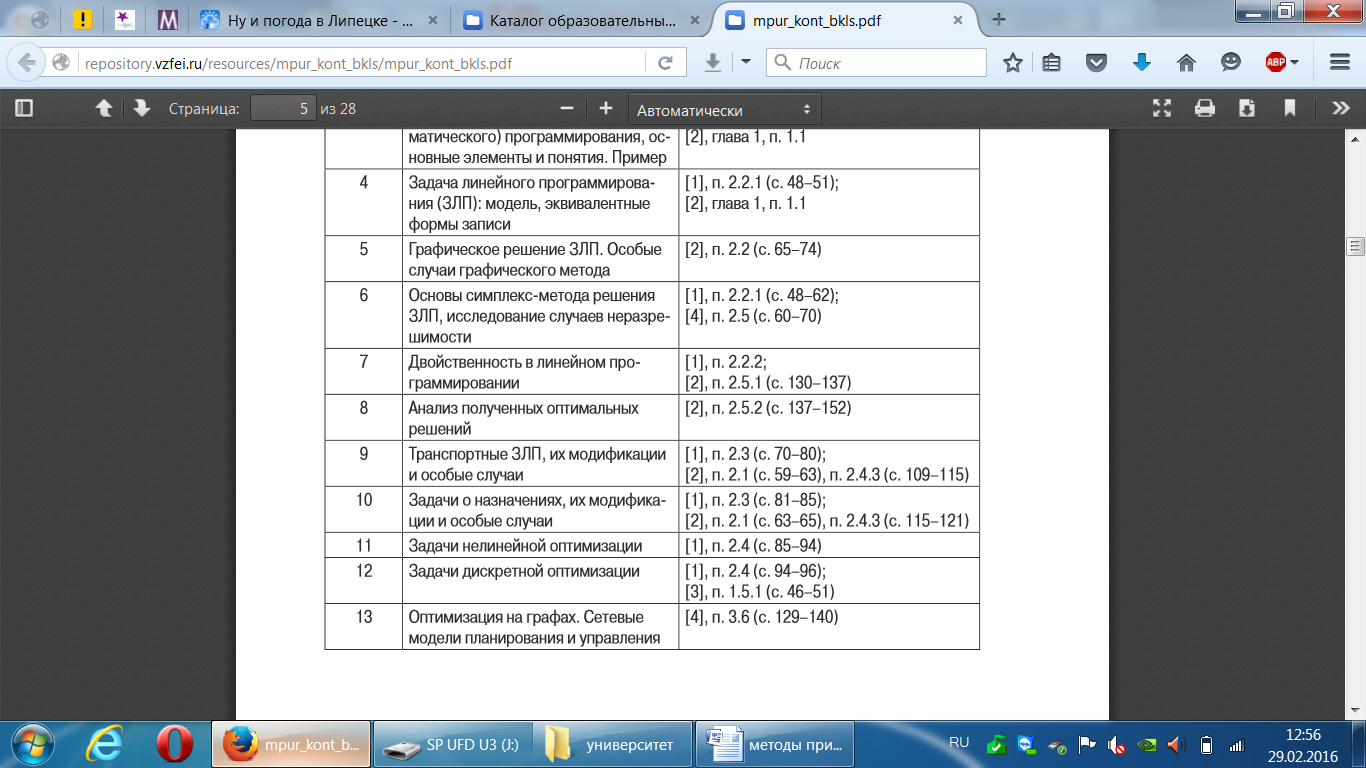 Ну и погода в Липецке - ...
Каталог образовательны...
mpur_kont_bkls.pdf
repository.vzfei.ru/resources/mpur_kont_bkls/mpur_kont_bkls.pdf
Поиск
ABP
Страница: 5 из 28
Автоматически
матического) программирования, ос-
новные элементы и понятия. Пример
[2], глава 1, п. 1.1
4
Задача линейного программирова-
ния (ЗЛП): модель, эквивалентные
формы записи
[1], п. 2.2.1 (с. 48–51);
[2], глава 1, п. 1.1
5
Графическое решение ЗЛП. Особые
случаи графического метода
[2], п. 2.2 (с. 65–74)
6
Основы симплекс-метода решения
ЗЛП, исследование случаев неразре-
шимости
[1], п. 2.2.1 (с. 48–62);
[4], п. 2.5 (с. 60–70)
7
Двойственность в линейном про-
граммировании
[1], п. 2.2.2;
[2], п. 2.5.1 (с. 130–137)
8
Анализ полученных оптимальных
решений
[2], п. 2.5.2 (с. 137–152)
9
Транспортные ЗЛП, их модификации
и особые случаи
[1], п. 2.3 (с. 70–80);
[2], п. 2.1 (с. 59–63), п. 2.4.3 (с. 109–115)
10
Задачи о назначениях, их модифика-
ции и особые случаи
[1], п. 2.3 (с. 81–85);
[2], п. 2.1 (с. 63–65), п. 2.4.3 (с. 115–121)
11
Задачи нелинейной оптимизации
[1], п. 2.4 (с. 85–94)
12
Задачи дискретной оптимизации
[1], п. 2.4 (с. 94–96);
[3], п. 1.5.1 (с. 46–51)
13
Оптимизация на графах. Сетевые
модели планирования и управления
[4], п. 3.6 (с. 129–140)
mpur_kont_b...
SP UFD U3 (J:)
университет
методы при...
RU
12:56
29.02.2016